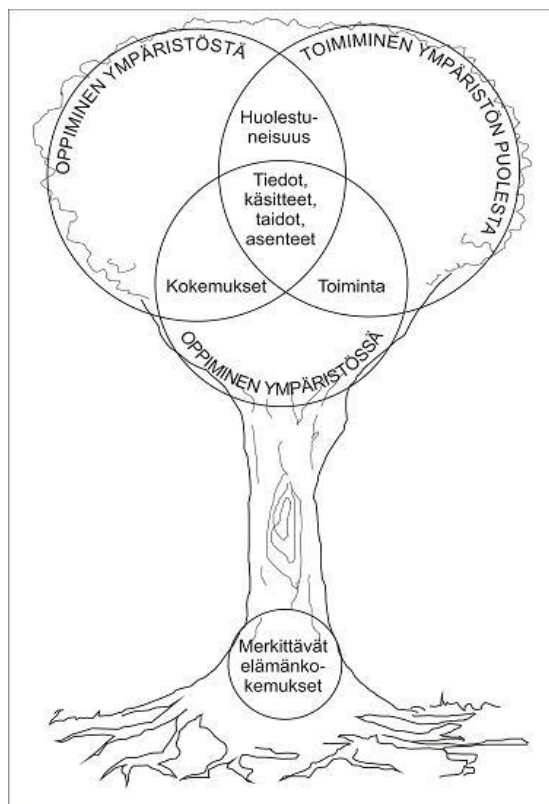 OPPIMINEN YMPÄRISTÖSTÄ
TOIMIMINEN YMPÄRISTÖN PUOLESTA
Huolestu-
neisuus
Tiedot,
käsitteet,
taidot,
asenteet
Kokemukset
Toiminta
OPPIMINEN YMPÄRISTÖSSÄ
Merkittävät
elämänko-
kemukset